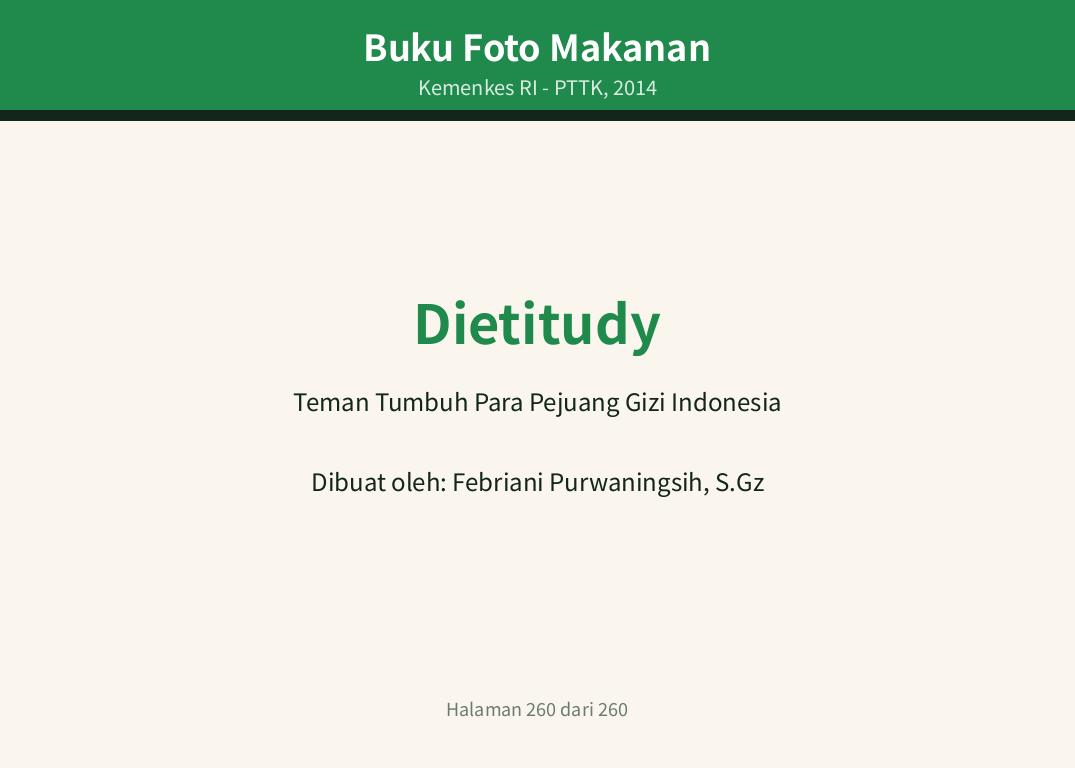 Buku Foto Makanan
Kemenkes RI - PTTK, 2014
Dietitudy
Teman Tumbuh Para Pejuang Gizi Indonesia
Dibuat oleh: Febriani Purwaningsih, S.Gz
Halaman 260 dari 260